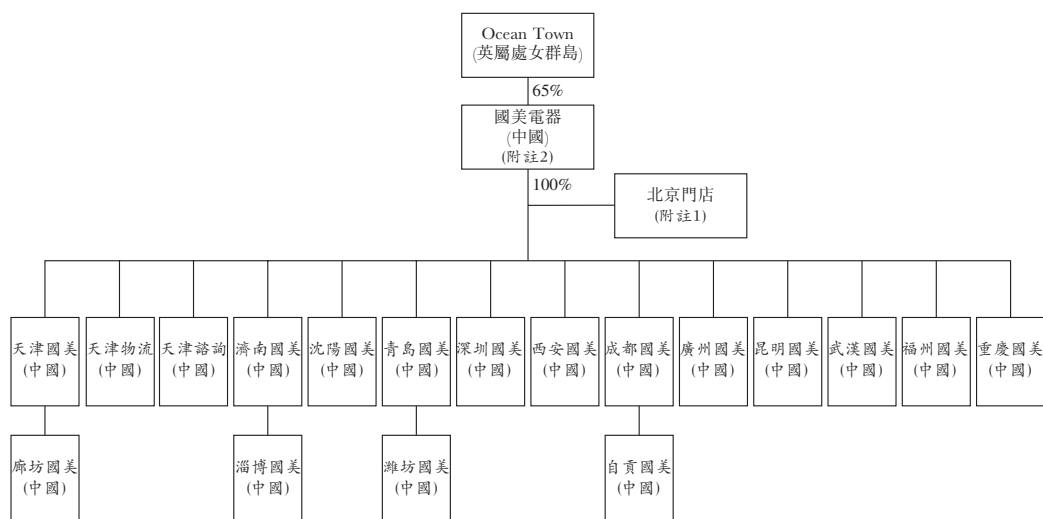 Ocean Town
(英屬處女群島)
65%
國美電器
(中國)
(附註2)
100%
北京門店
(附註1)
天津國美
(中國)
天津物流
(中國)
天津諮詢
(中國)
濟南國美
(中國)
沈陽國美
(中國)
青島國美
(中國)
深圳國美
(中國)
西安國美
(中國)
成都國美
(中國)
廣州國美
(中國)
昆明國美
(中國)
武漢國美
(中國)
福州國美
(中國)
重慶國美
(中國)
廊坊國美
(中國)
淄博國美
(中國)
濰坊國美
(中國)
自貢國美
(中國)